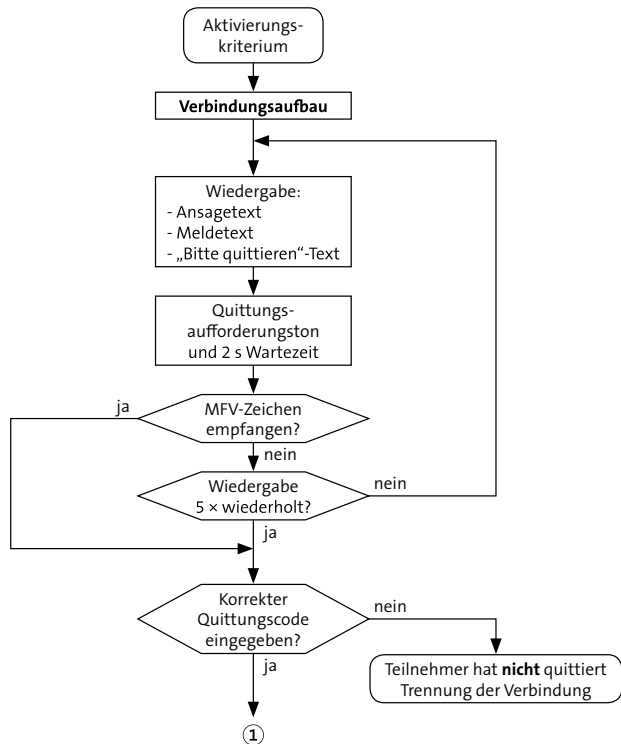 Aktivierungs-
kriterium
Verbindungsaufbau
Wiedergabe:
- Ansagetext
- Meldetext
- „Bitte quittieren“-Text
Quittungs-
aufforderungston
und 2 s Wartezeit
ja
MFV-Zeichen
empfangen?
nein
Wiedergabe
5 × wiederholt?
nein
ja
Korrekter
Quittungscode
eingegeben?
nein
ja
Teilnehmer hat nicht quittiert
Trennung der Verbindung
1